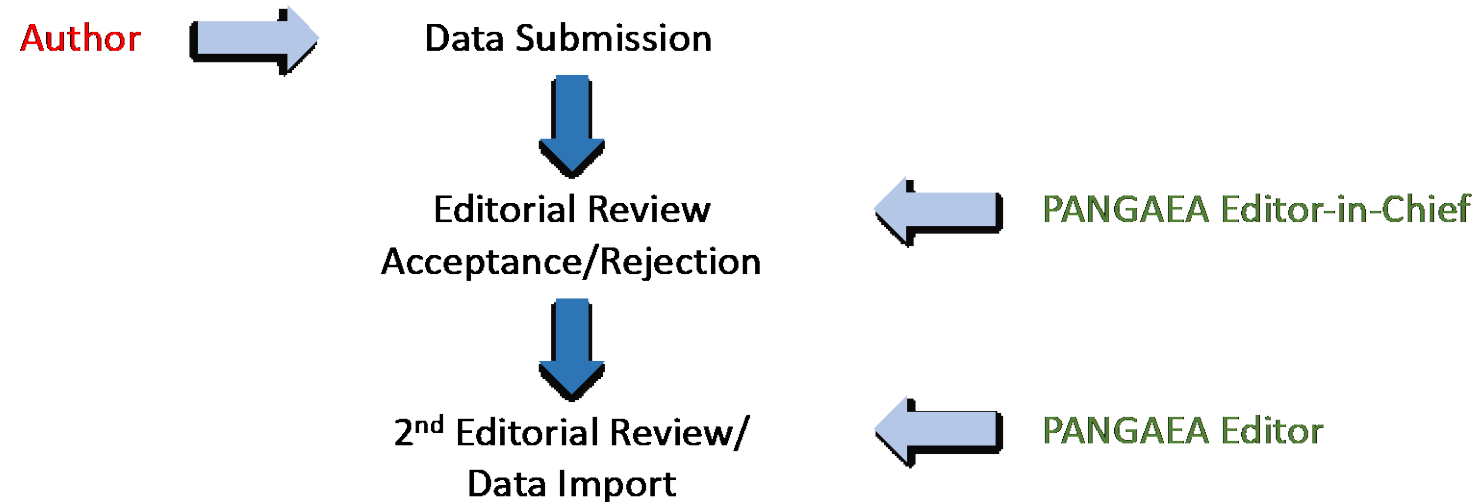 Author
Data Submission
Editorial Review
Acceptance/Rejection
PANGAEA Editor-in-Chief
2nd Editorial Review/
Data Import
PANGAEA Editor